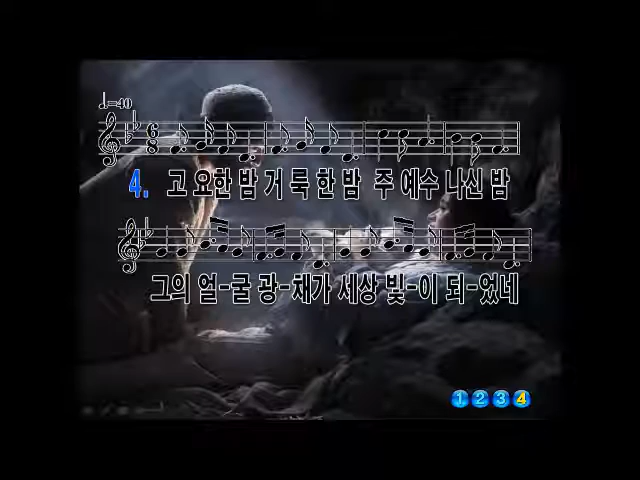 ♩.=40
4. 고 요한 밤 거 룩 한 밤 주 예수 나신 밤
그의 얼-굴 광-채가 세상 빛-이 되-었네
1 2 3 4